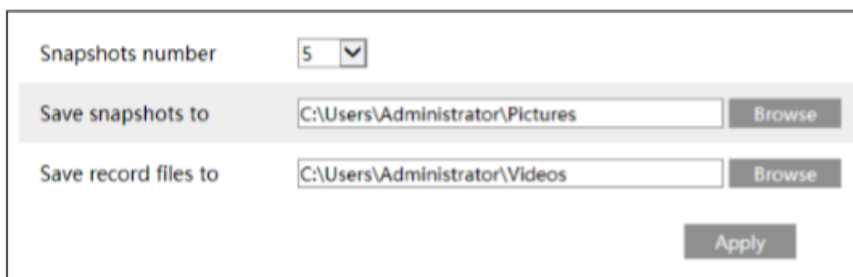 Snapshots number 5
Save snapshots to C:\Users\Administrator\Pictures Browse
Save record files to C:\Users\Administrator\Videos Browse
Apply